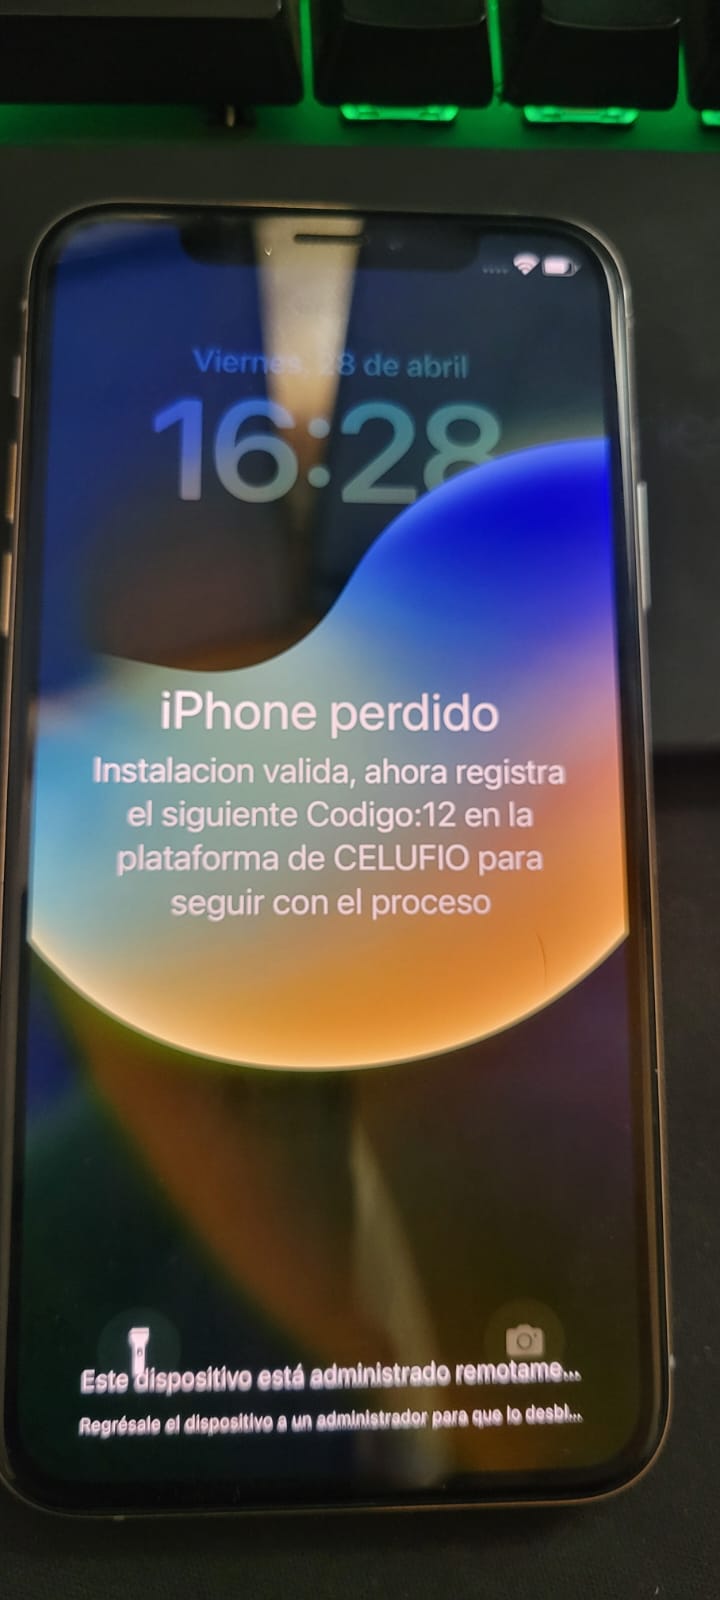 Viernes, 28 de abril
16:28
iPhone perdido
Instalacion valida, ahora registra
el siguiente Codigo:12 en la
plataforma de CELUFIO para
seguir con el proceso
Este dispositivo está administrado remotame...
Regrésale el dispositivo a un administrador para que lo desbl...